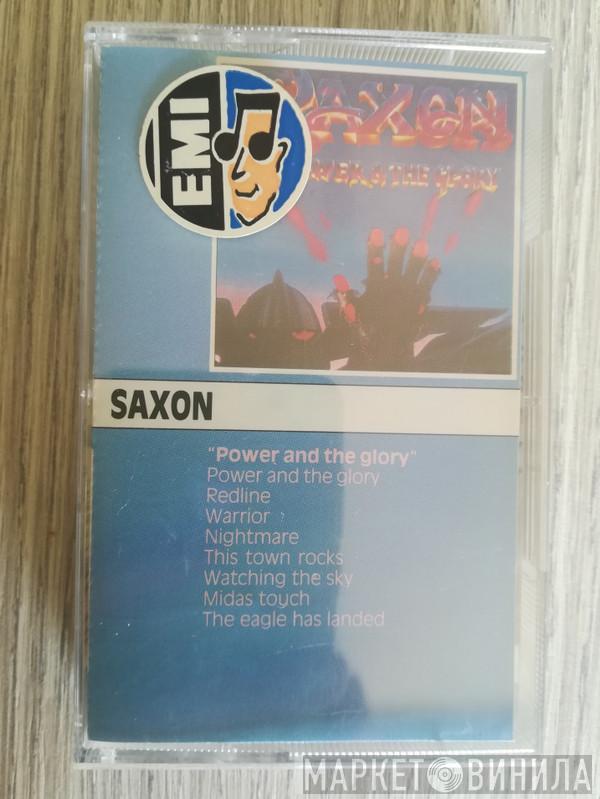 EMI
SAXON
POWER & THE GLORY
SAXON
"Power and the glory"
Power and the glory
Redline
Warrior
Nightmare
This town rocks
Watching the sky
Midas touch
The eagle has landed
МАРКЕТ ВИНИЛА